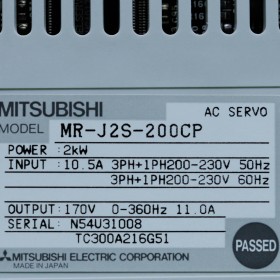 MITSUBISHI
AC SERVO
MODEL MR-J2S-200CP
POWER : 2kW
INPUT : 10.5A 3PH+1PH200-230V 50Hz
3PH+1PH200-230V 60Hz
OUTPUT: 170V 0-360Hz 11.0A
SERIAL: N54U31008
TC300A216G51
MITSUBISHI ELECTRIC CORPORATION
MADE IN JAPAN
PASSED